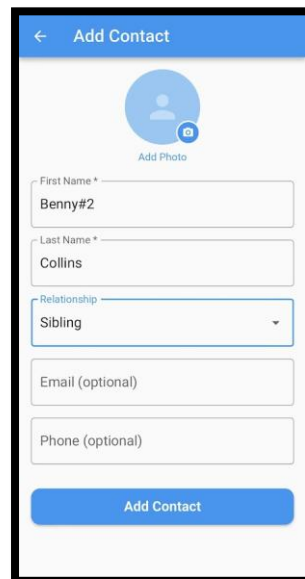 Add Contact
Add Photo
First Name *
Benny#2
Last Name *
Collins
Relationship
Sibling
Email (optional)
Phone (optional)
Add Contact